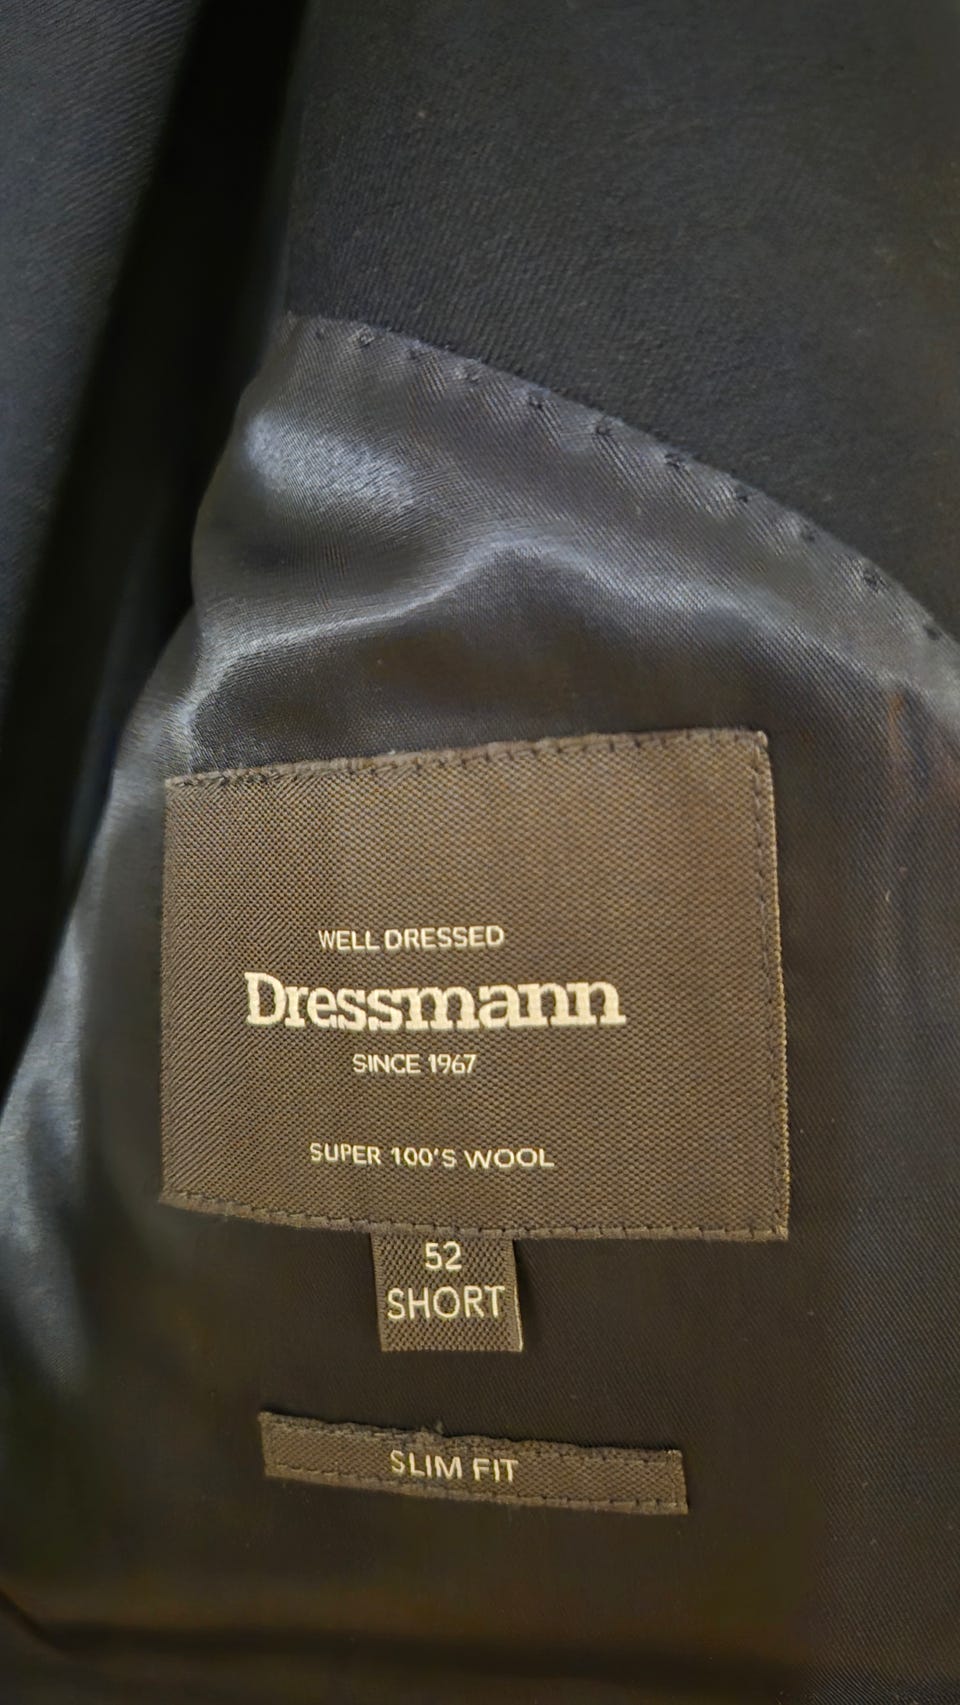 WELL DRESSED
Dressmann
SINCE 1967
SUPER 100'S WOOL
52
SHORT
SLIM FIT